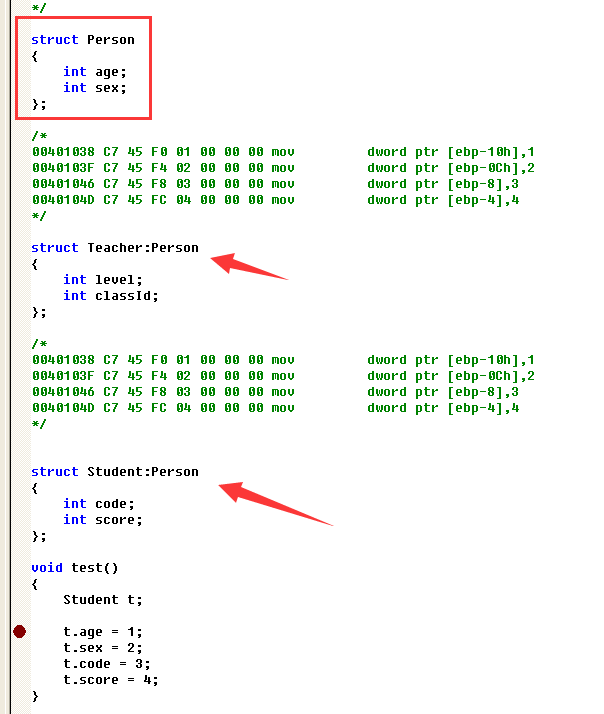 */
struct Person
{
int age;
int sex;
};
/*
00401038 C7 45 F0 01 00 00 00 mov dword ptr [ebp-10h],1
0040103F C7 45 F4 02 00 00 00 mov dword ptr [ebp-0Ch],2
00401046 C7 45 F8 03 00 00 00 mov dword ptr [ebp-8],3
0040104D C7 45 FC 04 00 00 00 mov dword ptr [ebp-4],4
*/
struct Teacher:Person
{
int level;
int classId;
};
/*
00401038 C7 45 F0 01 00 00 00 mov dword ptr [ebp-10h],1
0040103F C7 45 F4 02 00 00 00 mov dword ptr [ebp-0Ch],2
00401046 C7 45 F8 03 00 00 00 mov dword ptr [ebp-8],3
0040104D C7 45 FC 04 00 00 00 mov dword ptr [ebp-4],4
*/
struct Student:Person
{
int code;
int score;
};
void test()
{
Student t;
t.age = 1;
t.sex = 2;
t.code = 3;
t.score = 4;
}